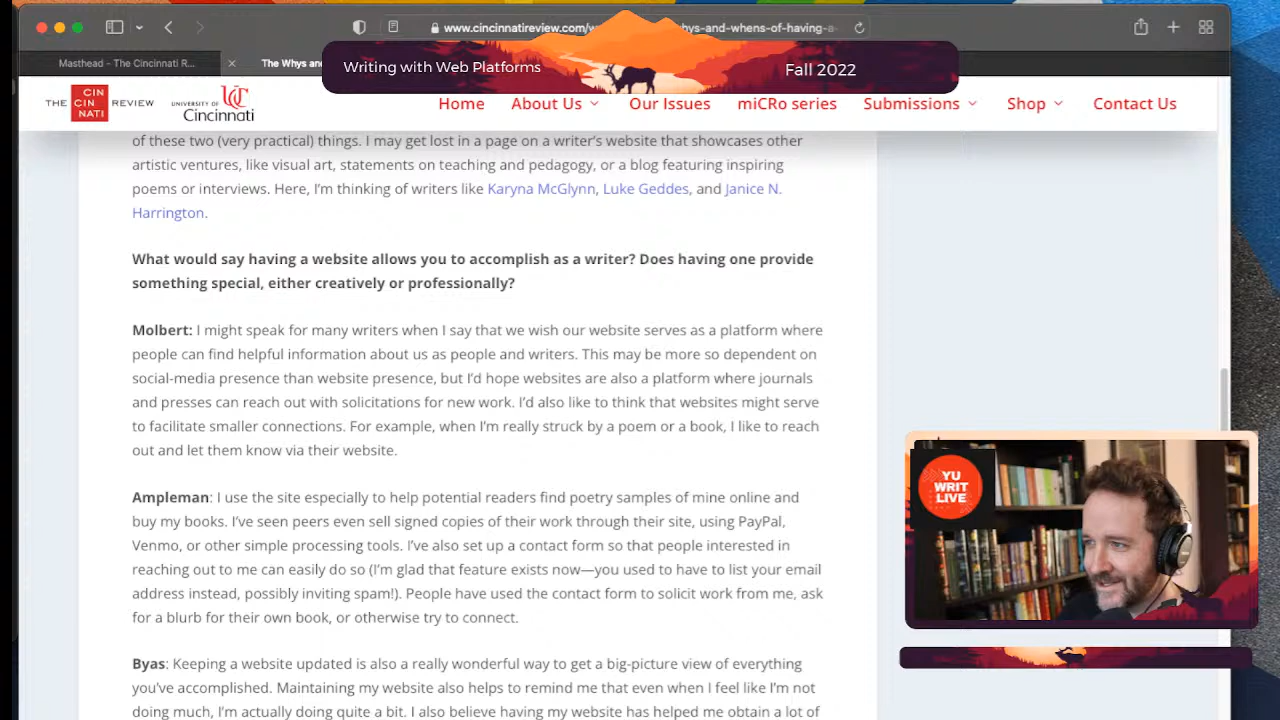 www.cincinnatireview.com/w
hys-and-whens-of-having-a-
Masthead - The Cincinnati R...
The Whys an
Writing with Web Platforms
Fall 2022
THE CIN CIN NATI REVIEW
UNIVERSITY OF
Cincinnati
Home
About Us
Our Issues
miCRo series
Submissions
Shop
Contact Us
of these two (very practical) things. I may get lost in a page on a writer's website that showcases other
artistic ventures, like visual art, statements on teaching and pedagogy, or a blog featuring inspiring
poems or interviews. Here, I'm thinking of writers like Karyna McGlynn, Luke Geddes, and Janice N.
Harrington.
What would say having a website allows you to accomplish as a writer? Does having one provide
something special, either creatively or professionally?
Molbert: I might speak for many writers when I say that we wish our website serves as a platform where
people can find helpful information about us as people and writers. This may be more so dependent on
social-media presence than website presence, but I'd hope websites are also a platform where journals
and presses can reach out with solicitations for new work. I'd also like to think that websites might serve
to facilitate smaller connections. For example, when I'm really struck by a poem or a book, I like to reach
out and let them know via their website.
Ampleman: I use the site especially to help potential readers find poetry samples of mine online and
buy my books. I've seen peers even sell signed copies of their work through their site, using PayPal,
Venmo, or other simple processing tools. I've also set up a contact form so that people interested in
reaching out to me can easily do so (I'm glad that feature exists now—you used to have to list your email
address instead, possibly inviting spam!). People have used the contact form to solicit work from me, ask
for a blurb for their own book, or otherwise try to connect.
Byas: Keeping a website updated is also a really wonderful way to get a big-picture view of everything
you've accomplished. Maintaining my website also helps to remind me that even when I feel like I'm not
doing much, I'm actually doing quite a bit. I also believe having my website has helped me obtain a lot of
YU
WRIT
LIVE